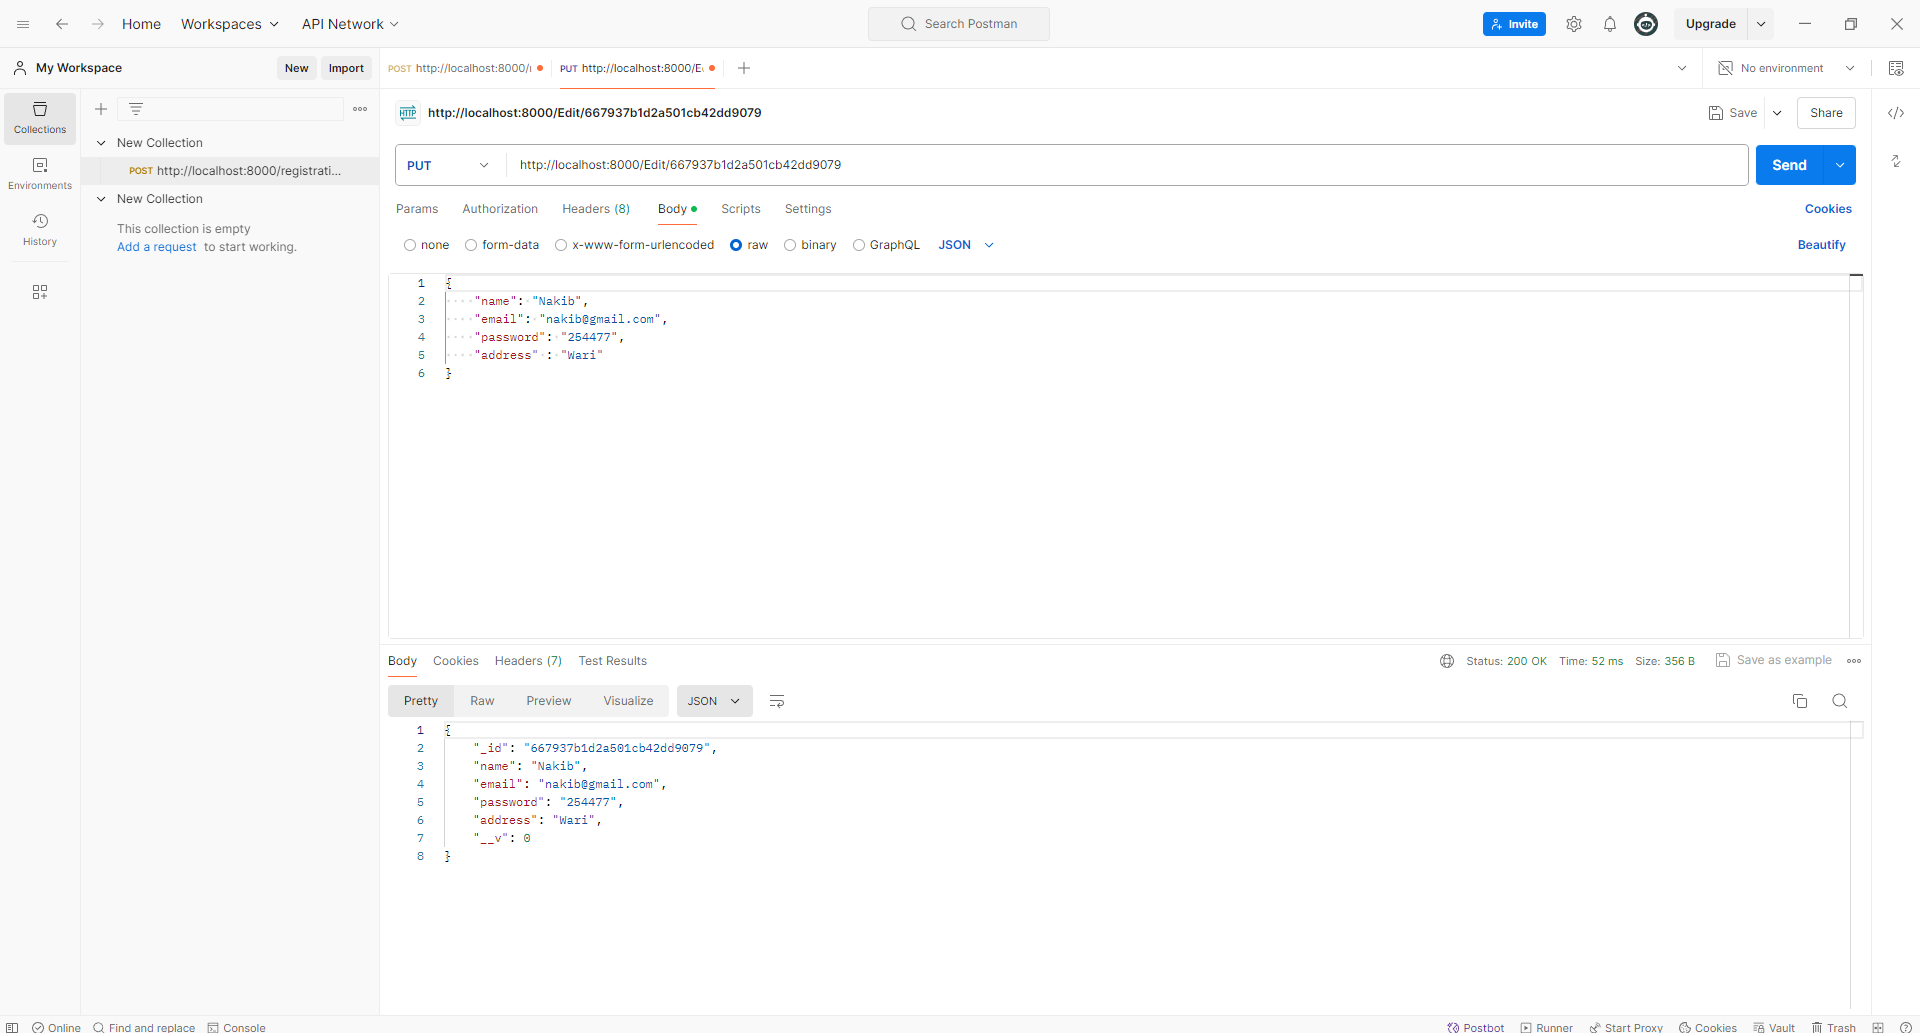 Home Workspaces API Network Search Postman Invite Upgrade
My Workspace New Import POST http://localhost:8000/ PUT http://localhost:8000/E No environment
Collections
Environments
History
New Collection
POST http://localhost:8000/registrati...
New Collection
This collection is empty
Add a request to start working.
HTTP http://localhost:8000/Edit/667937b1d2a501cb42dd9079 Save Share
PUT http://localhost:8000/Edit/667937b1d2a501cb42dd9079 Send
Params Authorization Headers (8) Body Scripts Settings Cookies
none form-data x-www-form-urlencoded raw binary GraphQL JSON Beautify
1 {
2 "name": "Nakib",
3 "email": "nakib@gmail.com",
4 "password": "254477",
5 "address" : "Wari"
6 }
Body Cookies Headers (7) Test Results Status: 200 OK Time: 52 ms Size: 356 B Save as example
Pretty Raw Preview Visualize JSON
1 {
2 "_id": "667937b1d2a501cb42dd9079",
3 "name": "Nakib",
4 "email": "nakib@gmail.com",
5 "password": "254477",
6 "address": "Wari",
7 "__v": 0
8 }
Online Find and replace Console Postbot Runner Start Proxy Cookies Vault Trash